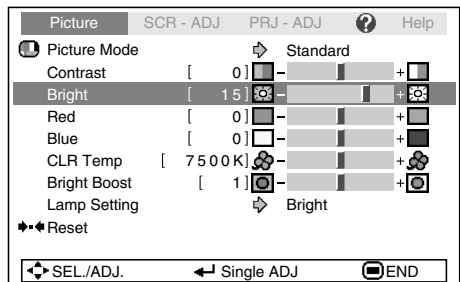 Picture SCR - ADJ PRJ - ADJ ? Help
Picture Mode Standard
Contrast [ 0] - +
Bright [ 15] - +
Red [ 0] - +
Blue [ 0] - +
CLR Temp [ 7500K] - +
Bright Boost [ 1] - +
Lamp Setting Bright
Reset
SEL./ADJ. Single ADJ END